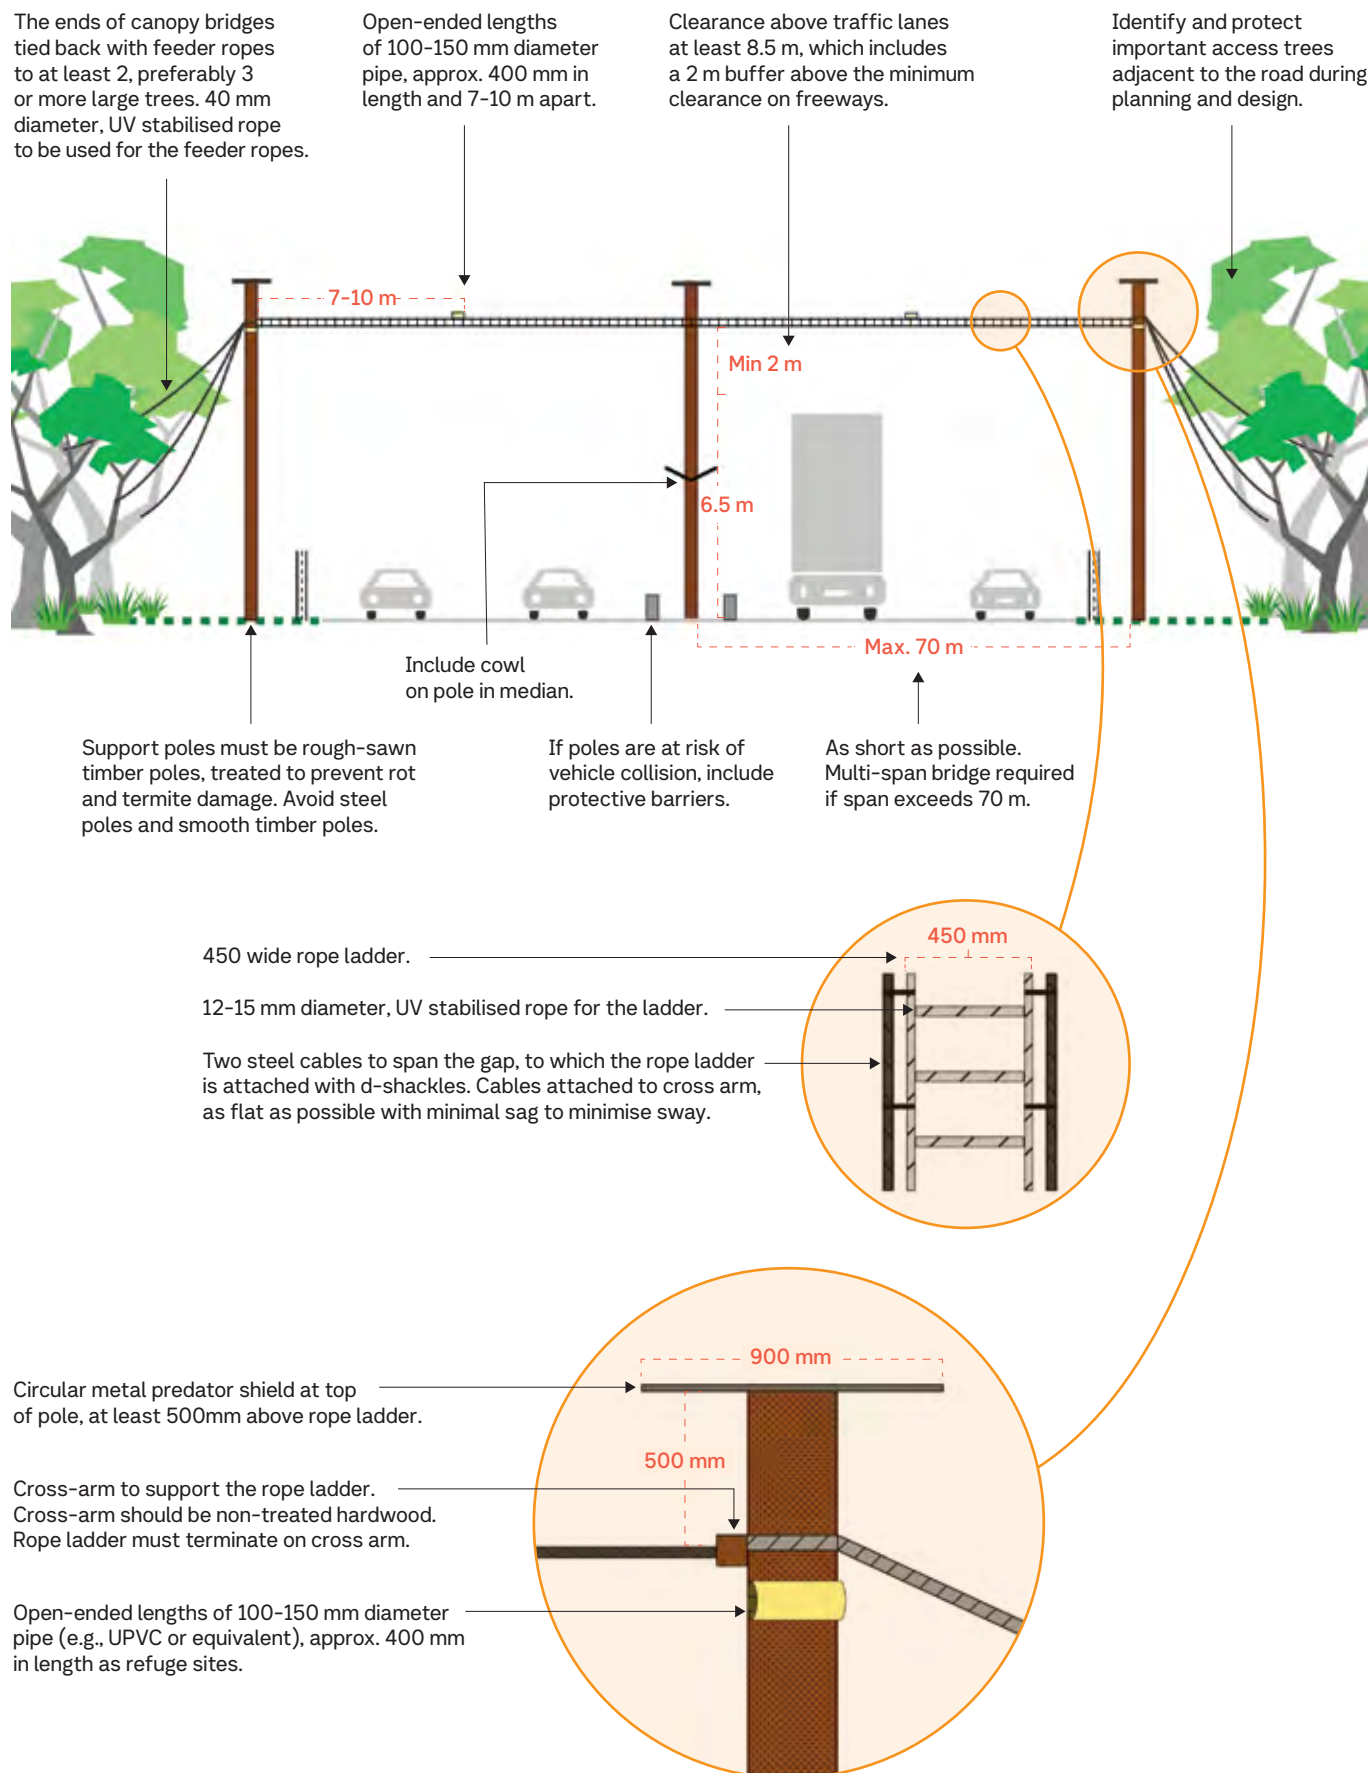 The ends of canopy bridges
tied back with feeder ropes
to at least 2, preferably 3
or more large trees. 40 mm
diameter, UV stabilised rope
to be used for the feeder ropes.
Open-ended lengths
of 100-150 mm diameter
pipe, approx. 400 mm in
length and 7-10 m apart.
Clearance above traffic lanes
at least 8.5 m, which includes
a 2 m buffer above the minimum
clearance on freeways.
Identify and protect
important access trees
adjacent to the road during
planning and design.
7-10 m
Min 2 m
6.5 m
Max. 70 m
Include cowl
on pole in median.
Support poles must be rough-sawn
timber poles, treated to prevent rot
and termite damage. Avoid steel
poles and smooth timber poles.
If poles are at risk of
vehicle collision, include
protective barriers.
As short as possible.
Multi-span bridge required
if span exceeds 70 m.
450 mm
450 wide rope ladder.
12-15 mm diameter, UV stabilised rope for the ladder.
Two steel cables to span the gap, to which the rope ladder
is attached with d-shackles. Cables attached to cross arm,
as flat as possible with minimal sag to minimise sway.
900 mm
Circular metal predator shield at top
of pole, at least 500mm above rope ladder.
500 mm
Cross-arm to support the rope ladder.
Cross-arm should be non-treated hardwood.
Rope ladder must terminate on cross arm.
Open-ended lengths of 100-150 mm diameter
pipe (e.g., UPVC or equivalent), approx. 400 mm
in length as refuge sites.